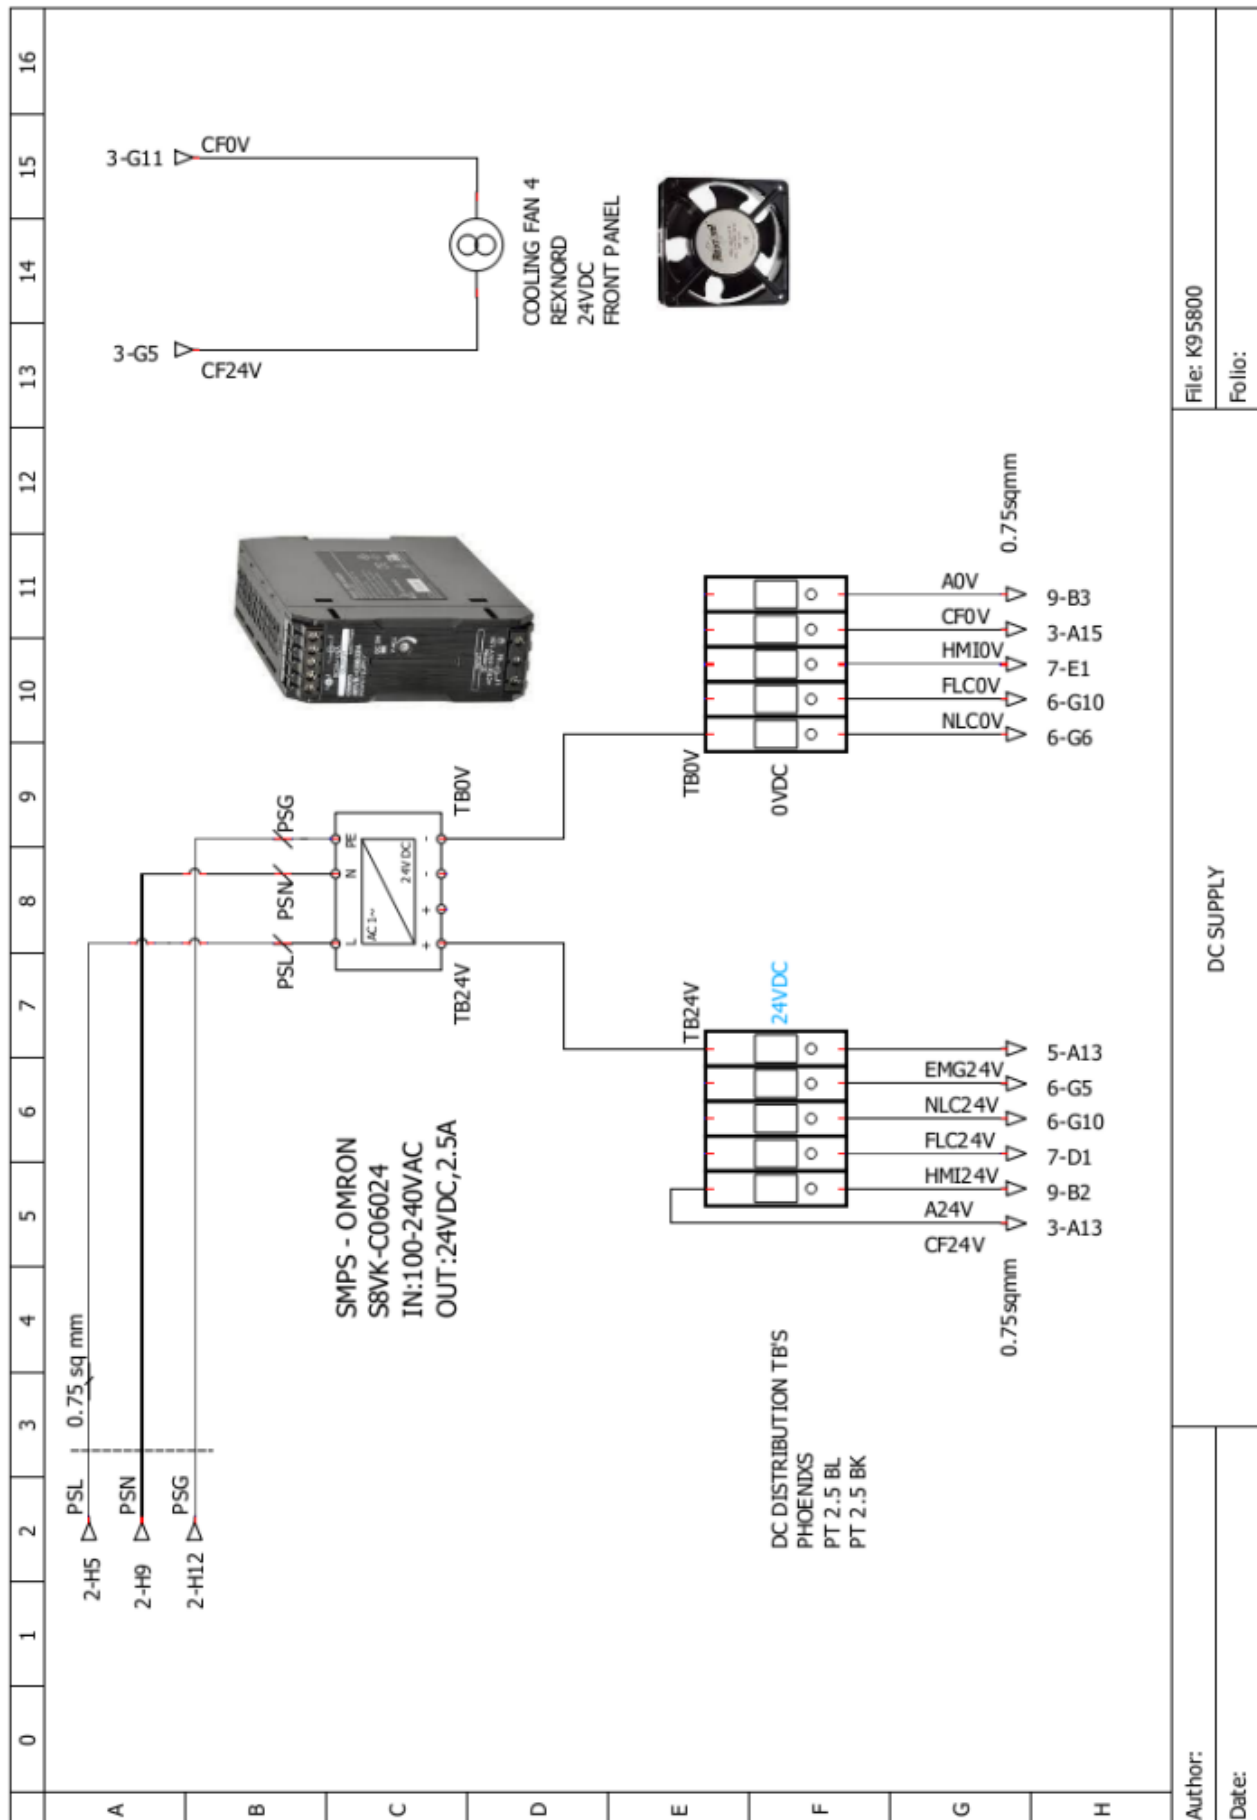 0 1 2 3 4 5 6 7 8 9 10 11 12 13 14 15 16
A
B
C
D
E
F
G
H
2-H5
PSL
0.75 sq mm
2-H9
PSN
2-H12
PSG
PSL
PSN
PSG
L N PE
AC 1~
24V DC
+ + - -
TB24V
TB0V
SMPS - OMRON
S8VK-C06024
IN:100-240VAC
OUT:24VDC,2.5A
3-G5
CF24V
3-G11
CF0V
COOLING FAN 4
REXNORD
24VDC
FRONT PANEL
DC DISTRIBUTION TB'S
PHOENIXS
PT 2.5 BL
PT 2.5 BK
TB24V
24VDC
EMG24V
NLC24V
FLC24V
HMI24V
A24V
CF24V
5-A13
6-G5
6-G10
7-D1
9-B2
3-A13
0.75sqmm
TB0V
0VDC
A0V
CF0V
HMI0V
FLC0V
NLC0V
9-B3
3-A15
7-E1
6-G10
6-G6
0.75sqmm
Author:
Date:
DC SUPPLY
File: K95800
Folio: